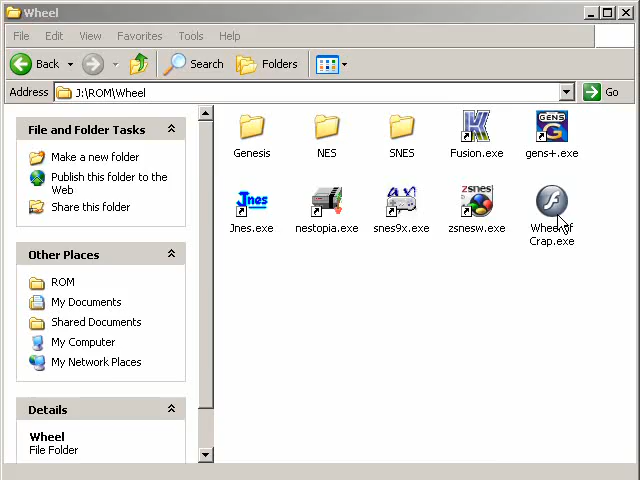 Wheel
File Edit View Favorites Tools Help
Back Search Folders
Address J:\ROM\Wheel Go
File and Folder Tasks
Make a new folder
Publish this folder to the
Web
Share this folder
Other Places
ROM
My Documents
Shared Documents
My Computer
My Network Places
Details
Wheel
File Folder
Genesis NES SNES Fusion.exe gens+.exe
GENS
Jnes zsnes
Jnes.exe nestopia.exe snes9x.exe zsnesw.exe Wheel of
Crap.exe